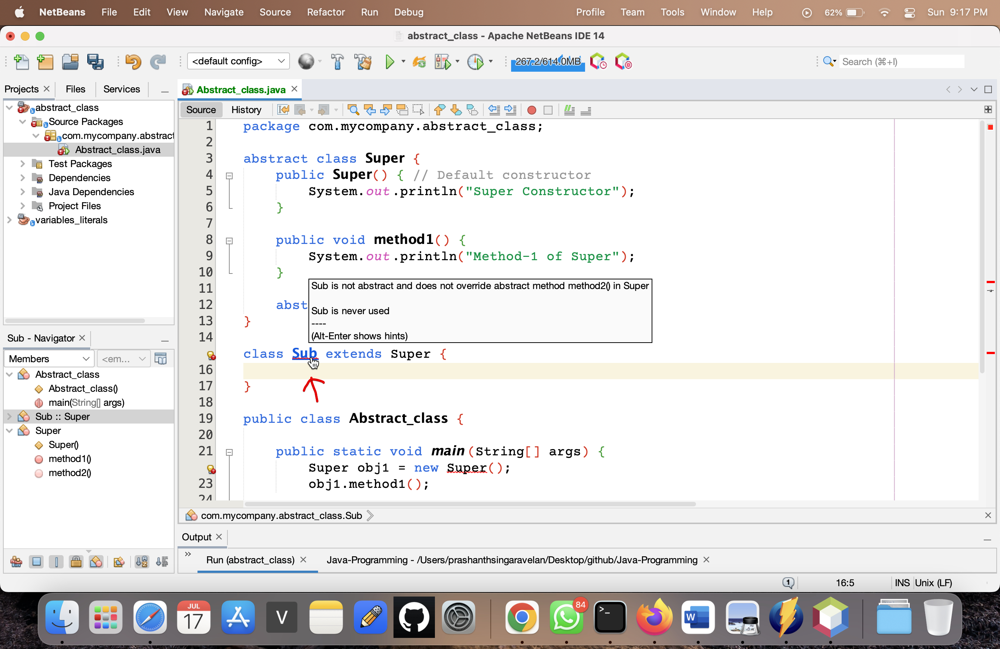 NetBeans File Edit View Navigate Source Refactor Run Debug Profile Team Tools Window Help 62% Sun 9:17 PM
abstract_class - Apache NetBeans IDE 14
<default config> 267.2/614.0MB Search (⌘+I)
Projects Files Services
abstract_class
Source Packages
com.mycompany.abstract
Abstract_class.java
Test Packages
Dependencies
Java Dependencies
Project Files
variables_literals
Sub - Navigator
Members <em...
Abstract_class
Abstract_class()
main(String[] args)
Sub :: Super
Super
Super()
method1()
method2()
Abstract_class.java
Source History
1 package com.mycompany.abstract_class;
2
3 abstract class Super {
4 public Super() { // Default constructor
5 System.out.println("Super Constructor");
6 }
7
8 public void method1() {
9 System.out.println("Method-1 of Super");
10 }
11
12 abst
13 }
14
Sub is not abstract and does not override abstract method method2() in Super
Sub is never used
----
(Alt-Enter shows hints)
class Sub extends Super {
16
17 }
18
19 public class Abstract_class {
20
21 public static void main(String[] args) {
Super obj1 = new Super();
23 obj1.method1();
24
com.mycompany.abstract_class.Sub
Output
Run (abstract_class) Java-Programming - /Users/prashanthsingaravelan/Desktop/github/Java-Programming
1 16:5 INS Unix (LF)
JUL
17
V
84
>_
W